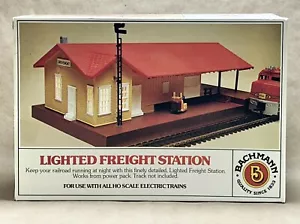 LIGHTED FREIGHT STATION
Keep your railroad running at night with this finely detailed, Lighted Freight Station.
Works from power pack. Track not included.
FOR USE WITH ALL HO SCALE ELECTRIC TRAINS
BACHMANN
B
QUALITY SINCE 1833